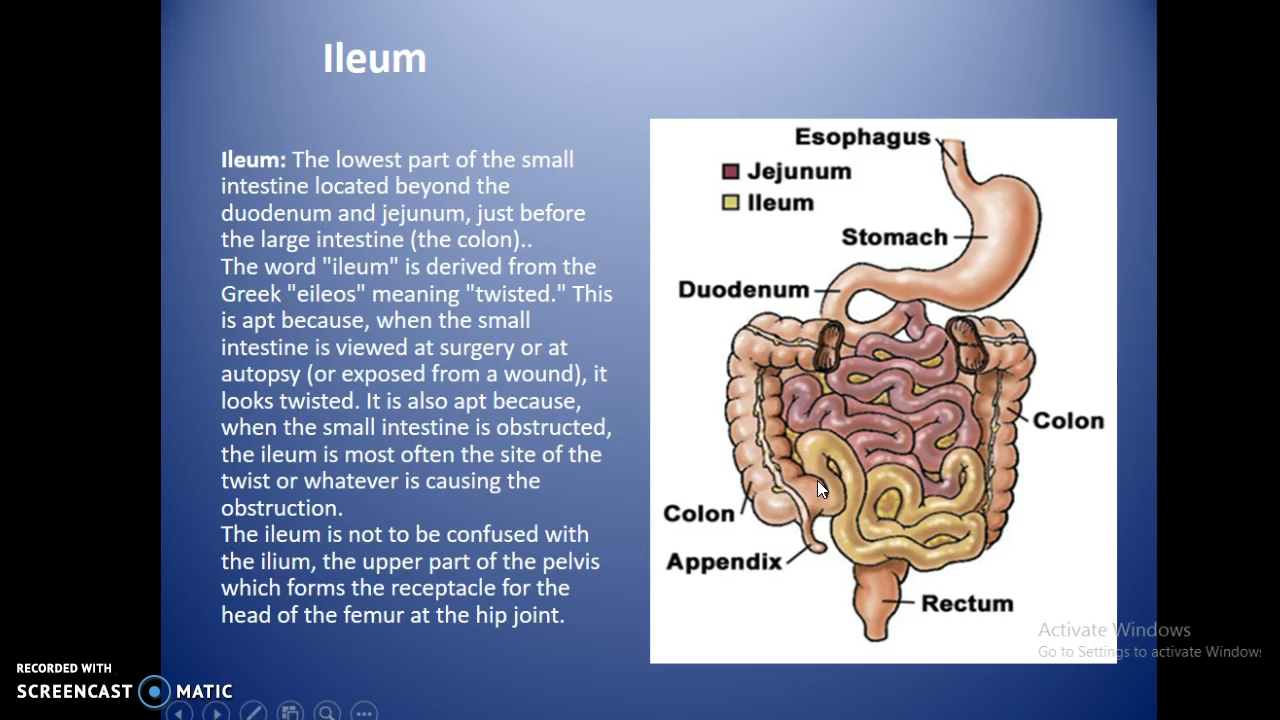 Ileum
Ileum: The lowest part of the small
intestine located beyond the
duodenum and jejunum, just before
the large intestine (the colon)..
The word "ileum" is derived from the
Greek "eileos" meaning "twisted." This
is apt because, when the small
intestine is viewed at surgery or at
autopsy (or exposed from a wound), it
looks twisted. It is also apt because,
when the small intestine is obstructed,
the ileum is most often the site of the
twist or whatever is causing the
obstruction.
The ileum is not to be confused with
the ilium, the upper part of the pelvis
which forms the receptacle for the
head of the femur at the hip joint.
Esophagus
Jejunum
Ileum
Stomach
Duodenum
Colon
Colon
Appendix
Rectum
Activate Windows
Go to Settings to activate Windows
RECORDED WITH
SCREENCAST MATIC